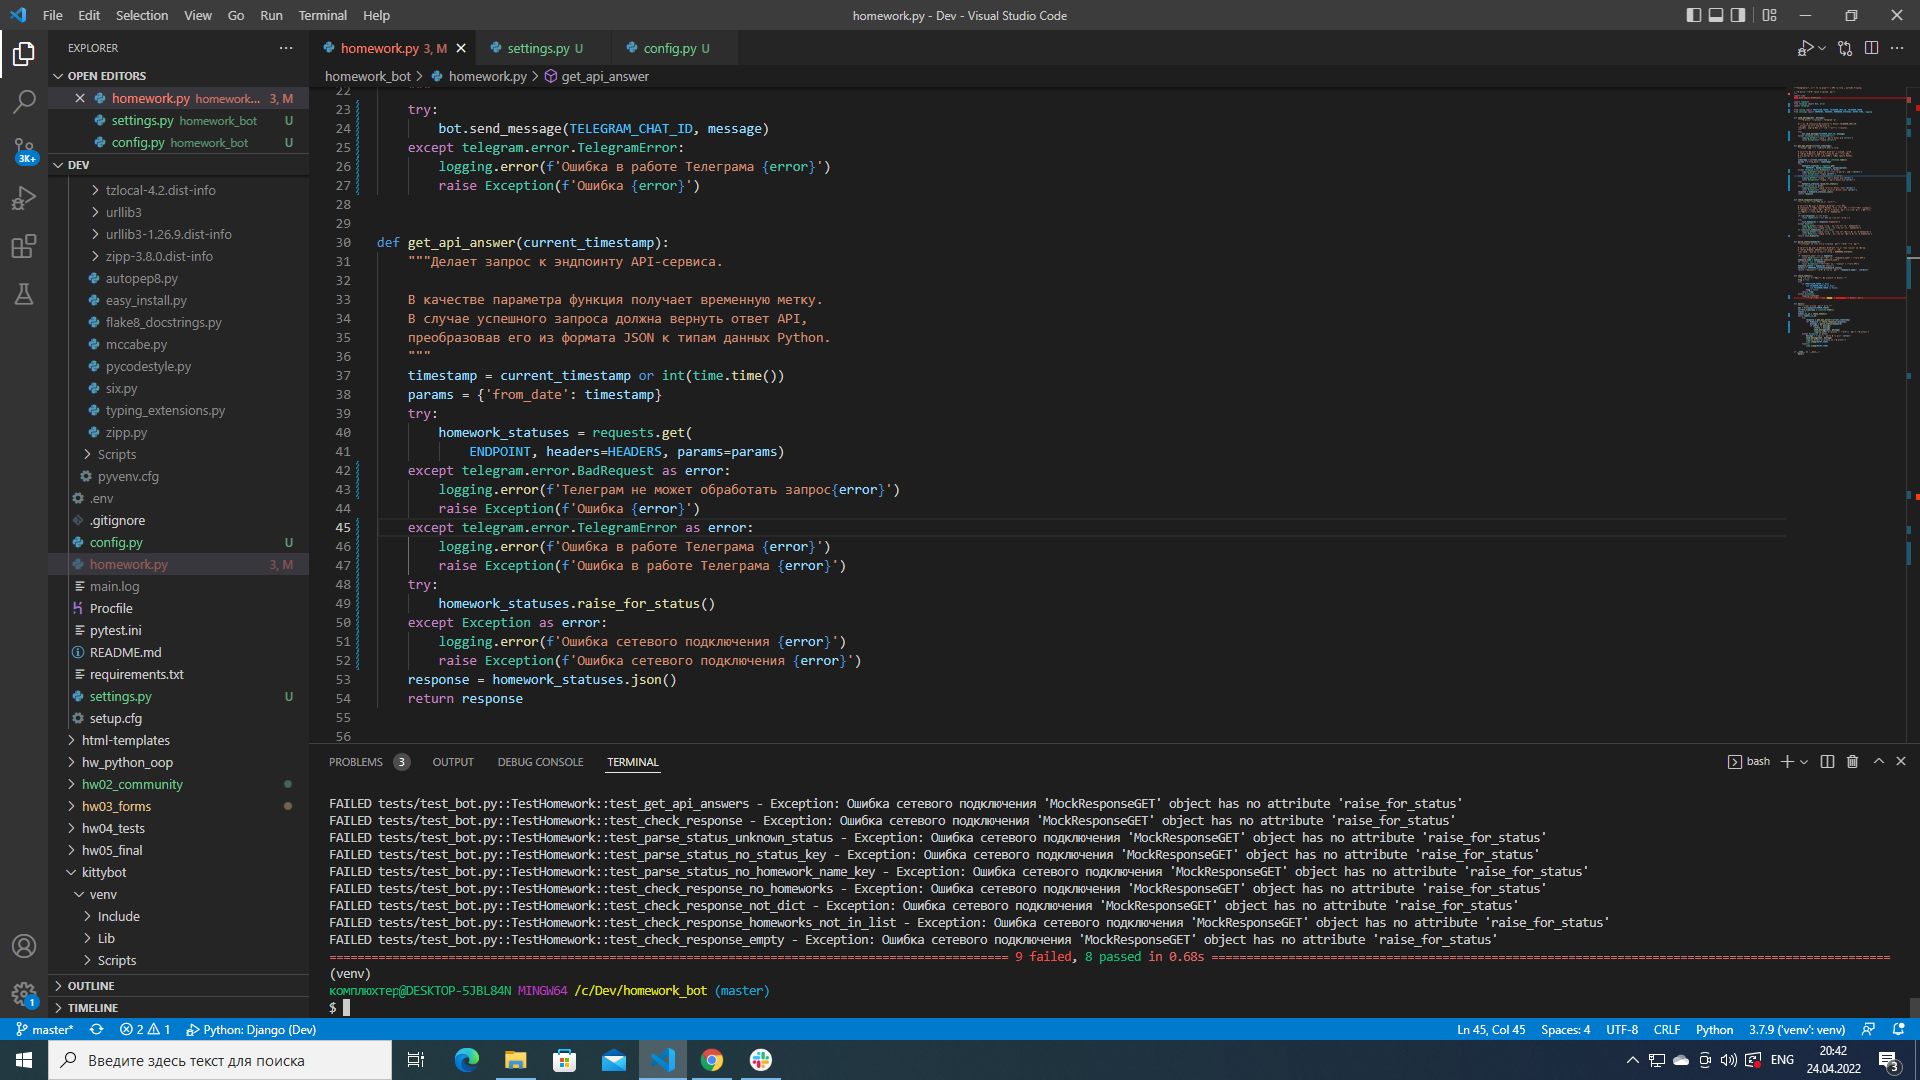 File Edit Selection View Go Run Terminal Help
homework.py - Dev - Visual Studio Code
EXPLORER
OPEN EDITORS
homework.py homework... 3, M
settings.py homework_bot U
config.py homework_bot U
3K+
DEV
tzlocal-4.2.dist-info
urllib3
urllib3-1.26.9.dist-info
zipp-3.8.0.dist-info
autopep8.py
easy_install.py
flake8_docstrings.py
mccabe.py
pycodestyle.py
six.py
typing_extensions.py
zipp.py
Scripts
pyvenv.cfg
.env
.gitignore
config.py U
homework.py 3, M
main.log
Procfile
pytest.ini
README.md
requirements.txt
settings.py U
setup.cfg
html-templates
hw_python_oop
hw02_community
hw03_forms
hw04_tests
hw05_final
kittybot
venv
Include
Lib
Scripts
OUTLINE
TIMELINE
1
homework.py 3, M
settings.py U
config.py U
homework_bot > homework.py > get_api_answer
22 """
23 try:
24 bot.send_message(TELEGRAM_CHAT_ID, message)
25 except telegram.error.TelegramError:
26 logging.error(f'Ошибка в работе Телеграма {error}')
27 raise Exception(f'Ошибка {error}')
28
29
30 def get_api_answer(current_timestamp):
31 """Делает запрос к эндпоинту API-сервиса.
32
33 В качестве параметра функция получает временную метку.
34 В случае успешного запроса должна вернуть ответ API,
35 преобразовав его из формата JSON к типам данных Python.
36 """
37 timestamp = current_timestamp or int(time.time())
38 params = {'from_date': timestamp}
39 try:
40 homework_statuses = requests.get(
41 ENDPOINT, headers=HEADERS, params=params)
42 except telegram.error.BadRequest as error:
43 logging.error(f'Телеграм не может обработать запрос{error}')
44 raise Exception(f'Ошибка {error}')
45 except telegram.error.TelegramError as error:
46 logging.error(f'Ошибка в работе Телеграма {error}')
47 raise Exception(f'Ошибка в работе Телеграма {error}')
48 try:
49 homework_statuses.raise_for_status()
50 except Exception as error:
51 logging.error(f'Ошибка сетевого подключения {error}')
52 raise Exception(f'Ошибка сетевого подключения {error}')
53 response = homework_statuses.json()
54 return response
55
56
PROBLEMS 3 OUTPUT DEBUG CONSOLE TERMINAL
bash
FAILED tests/test_bot.py::TestHomework::test_get_api_answers - Exception: Ошибка сетевого подключения 'MockResponseGET' object has no attribute 'raise_for_status'
FAILED tests/test_bot.py::TestHomework::test_check_response - Exception: Ошибка сетевого подключения 'MockResponseGET' object has no attribute 'raise_for_status'
FAILED tests/test_bot.py::TestHomework::test_parse_status_unknown_status - Exception: Ошибка сетевого подключения 'MockResponseGET' object has no attribute 'raise_for_status'
FAILED tests/test_bot.py::TestHomework::test_parse_status_no_status_key - Exception: Ошибка сетевого подключения 'MockResponseGET' object has no attribute 'raise_for_status'
FAILED tests/test_bot.py::TestHomework::test_parse_status_no_homework_name_key - Exception: Ошибка сетевого подключения 'MockResponseGET' object has no attribute 'raise_for_status'
FAILED tests/test_bot.py::TestHomework::test_check_response_no_homeworks - Exception: Ошибка сетевого подключения 'MockResponseGET' object has no attribute 'raise_for_status'
FAILED tests/test_bot.py::TestHomework::test_check_response_not_dict - Exception: Ошибка сетевого подключения 'MockResponseGET' object has no attribute 'raise_for_status'
FAILED tests/test_bot.py::TestHomework::test_check_response_homeworks_not_in_list - Exception: Ошибка сетевого подключения 'MockResponseGET' object has no attribute 'raise_for_status'
FAILED tests/test_bot.py::TestHomework::test_check_response_empty - Exception: Ошибка сетевого подключения 'MockResponseGET' object has no attribute 'raise_for_status'
9 failed, 8 passed in 0.68s
(venv)
комплюхтер@DESKTOP-5JBL84N MINGW64 /c/Dev/homework_bot (master)
$
master* 2 1 Python: Django (Dev)
Ln 45, Col 45 Spaces: 4 UTF-8 CRLF Python 3.7.9 ('venv': venv)
Введите здесь текст для поиска
ENG
20:42
24.04.2022
3